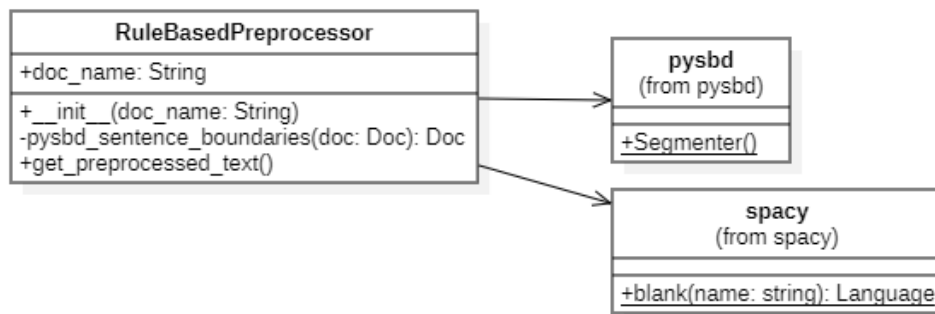 RuleBasedPreprocessor
+doc_name: String
+__init__(doc_name: String)
-pysbd_sentence_boundaries(doc: Doc): Doc
+get_preprocessed_text()
pysbd
(from pysbd)
+Segmenter()
spacy
(from spacy)
+blank(name: string): Language